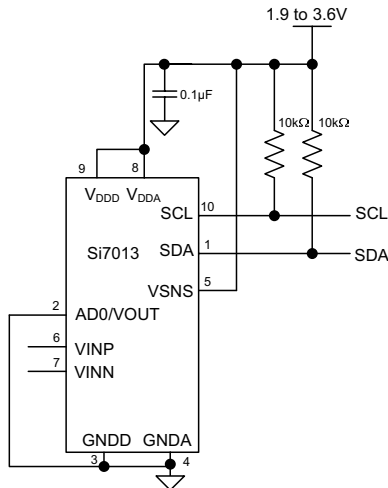 1.9 to 3.6V
0.1µF
10kΩ 10kΩ
9 8
VDDD VDDA
10
SCL SCL
Si7013
1
SDA SDA
5
VSNS
2
AD0/VOUT
6
VINP
7
VINN
GNDD GNDA
3 4